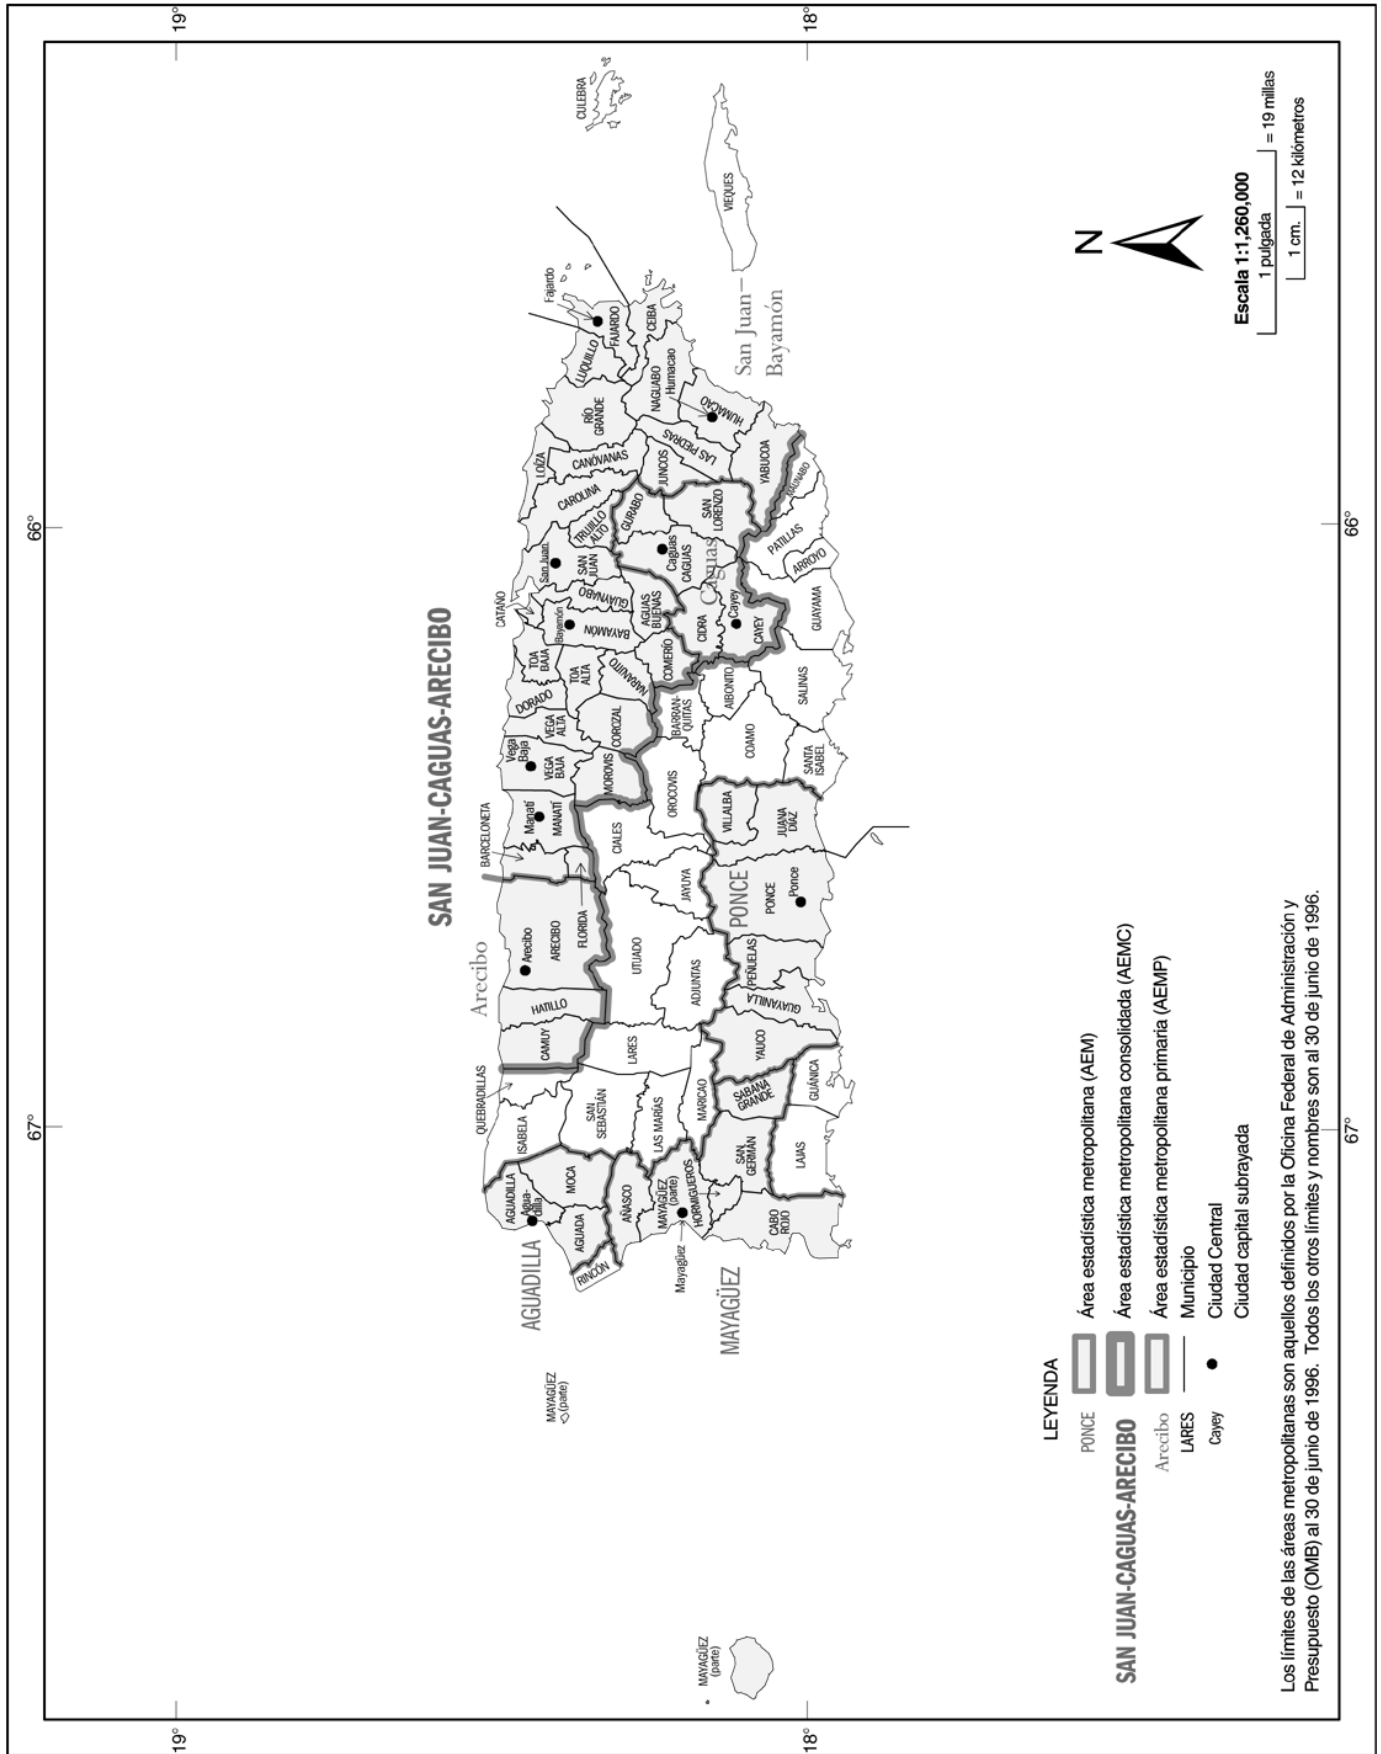 67°
66°
19°
19°
18°
18°
67°
66°
SAN JUAN-CAGUAS-ARECIBO
Arecibo
AGUADILLA
MAYAGÜEZ
PONCE
Caguas
San Juan–
Bayamón
MAYAGÜEZ
(parte)
MAYAGÜEZ
(parte)
QUEBRADILLAS
BARCELONETA
CATAÑO
Fajardo
CULEBRA
VIEQUES
AGUADILLA
Agua-
dilla
ISABELA
CAMUY
HATILLO
Arecibo
ARECIBO
FLORIDA
Manatí
MANATÍ
Vega
Baja
VEGA
BAJA
VEGA
ALTA
DORADO
TOA
BAJA
TOA
ALTA
Bayamón
BAYAMÓN
GUAYNABO
San Juan
SAN
JUAN
TRUJILLO
ALTO
CAROLINA
LOÍZA
CANÓVANAS
RÍO
GRANDE
LUQUILLO
FAJARDO
CEIBA
MOCA
AGUADA
RINCÓN
AÑASCO
SAN
SEBASTIÁN
LARES
UTUADO
CIALES
MOROVIS
COROZAL
NARANJITO
COMERÍO
AGUAS
BUENAS
GURABO
JUNCOS
LAS PIEDRAS
NAGUABO
Humacao
HUMACAO
LAS MARÍAS
MAYAGÜEZ
(parte)
Mayagüez
HORMIGUEROS
MARICAO
ADJUNTAS
JAYUYA
OROCOVIS
BARRAN-
QUITAS
AIBONITO
CIDRA
Cayey
CAYEY
Caguas
CAGUAS
SAN
LORENZO
YABUCOA
SAN
GERMÁN
SABANA
GRANDE
YAUCO
GUAYANILLA
PEÑUELAS
PONCE
Ponce
VILLALBA
JUANA
DÍAZ
COAMO
SANTA
ISABEL
SALINAS
GUAYAMA
ARROYO
PATILLAS
MAUNABO
CABO
ROJO
LAJAS
GUÁNICA
LEYENDA
PONCE Área estadística metropolitana (AEM)
SAN JUAN-CAGUAS-ARECIBO Área estadística metropolitana consolidada (AEMC)
Arecibo Área estadística metropolitana primaria (AEMP)
LARES Municipio
Cayey Ciudad Central
Ciudad capital subrayada
N
Escala 1:1,260,000
1 pulgada = 19 millas
1 cm. = 12 kilómetros
Los límites de las áreas metropolitanas son aquellos definidos por la Oficina Federal de Administración y
Presupuesto (OMB) al 30 de junio de 1996. Todos los otros límites y nombres son al 30 de junio de 1996.